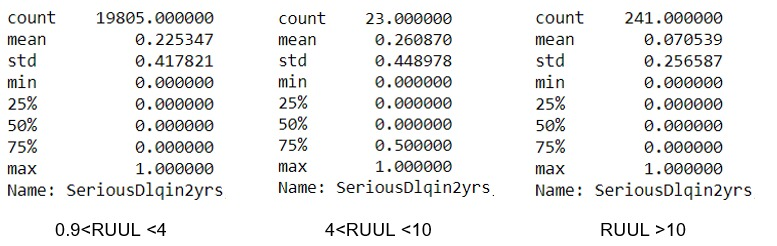 count 19805.000000
mean 0.225347
std 0.417821
min 0.000000
25% 0.000000
50% 0.000000
75% 0.000000
max 1.000000
Name: SeriousDlqin2yrs
0.9<RUUL <4
count 23.000000
mean 0.260870
std 0.448978
min 0.000000
25% 0.000000
50% 0.000000
75% 0.500000
max 1.000000
Name: SeriousDlqin2yrs
4<RUUL <10
count 241.000000
mean 0.070539
std 0.256587
min 0.000000
25% 0.000000
50% 0.000000
75% 0.000000
max 1.000000
Name: SeriousDlqin2yrs
RUUL >10